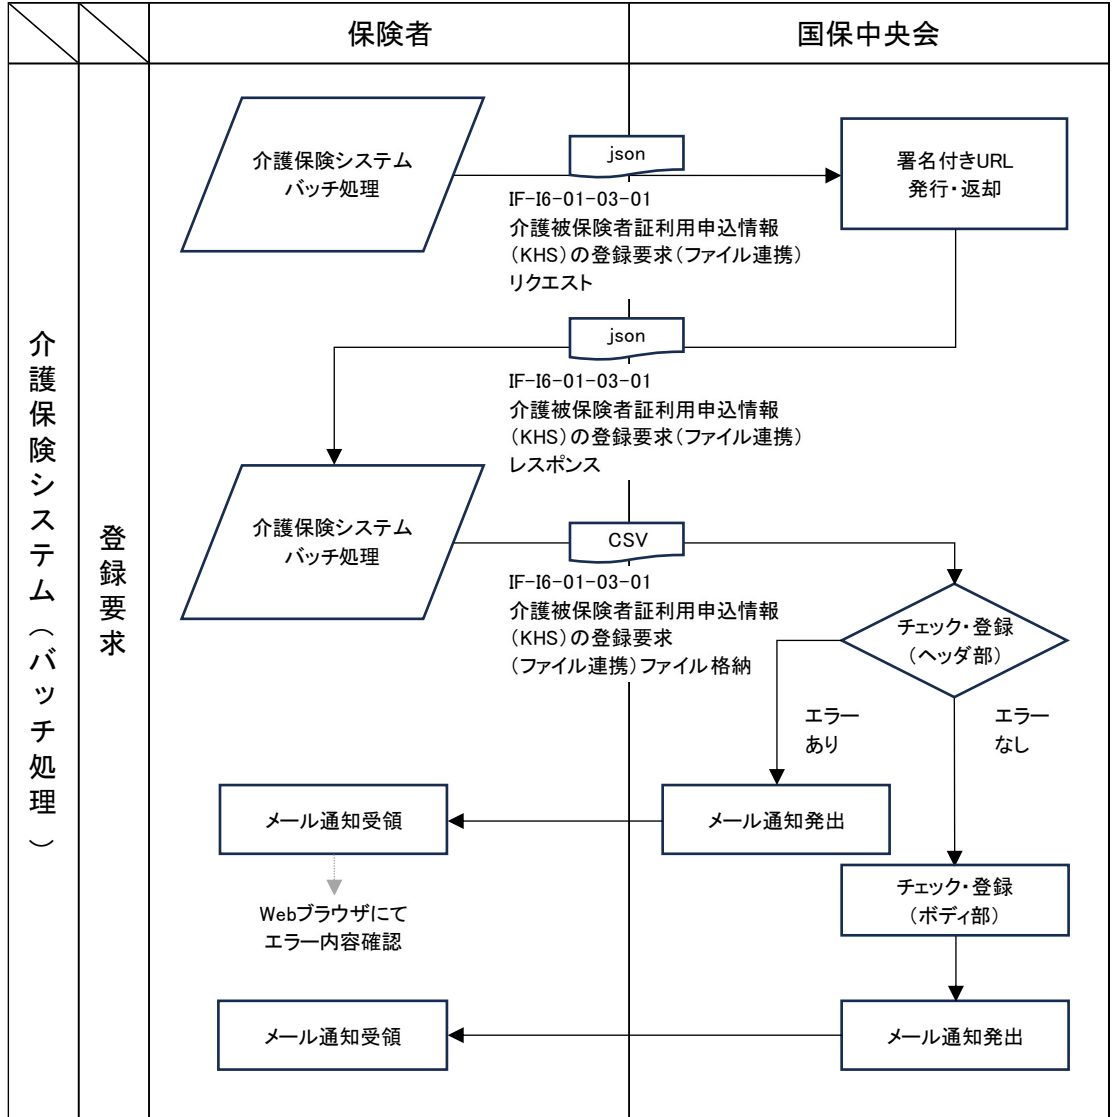 保険者
国保中央会
介護保険システム（バッチ処理）
登録要求
介護保険システム
バッチ処理
json
署名付きURL
発行・返却
IF-I6-01-03-01
介護被保険者証利用申込情報
（KHS）の登録要求（ファイル連携）
リクエスト
json
IF-I6-01-03-01
介護被保険者証利用申込情報
（KHS）の登録要求（ファイル連携）
レスポンス
介護保険システム
バッチ処理
CSV
IF-I6-01-03-01
介護被保険者証利用申込情報
（KHS）の登録要求
（ファイル連携）ファイル格納
チェック・登録
（ヘッダ部）
エラー
あり
エラー
なし
メール通知受領
メール通知発出
Webブラウザにて
エラー内容確認
チェック・登録
（ボディ部）
メール通知受領
メール通知発出